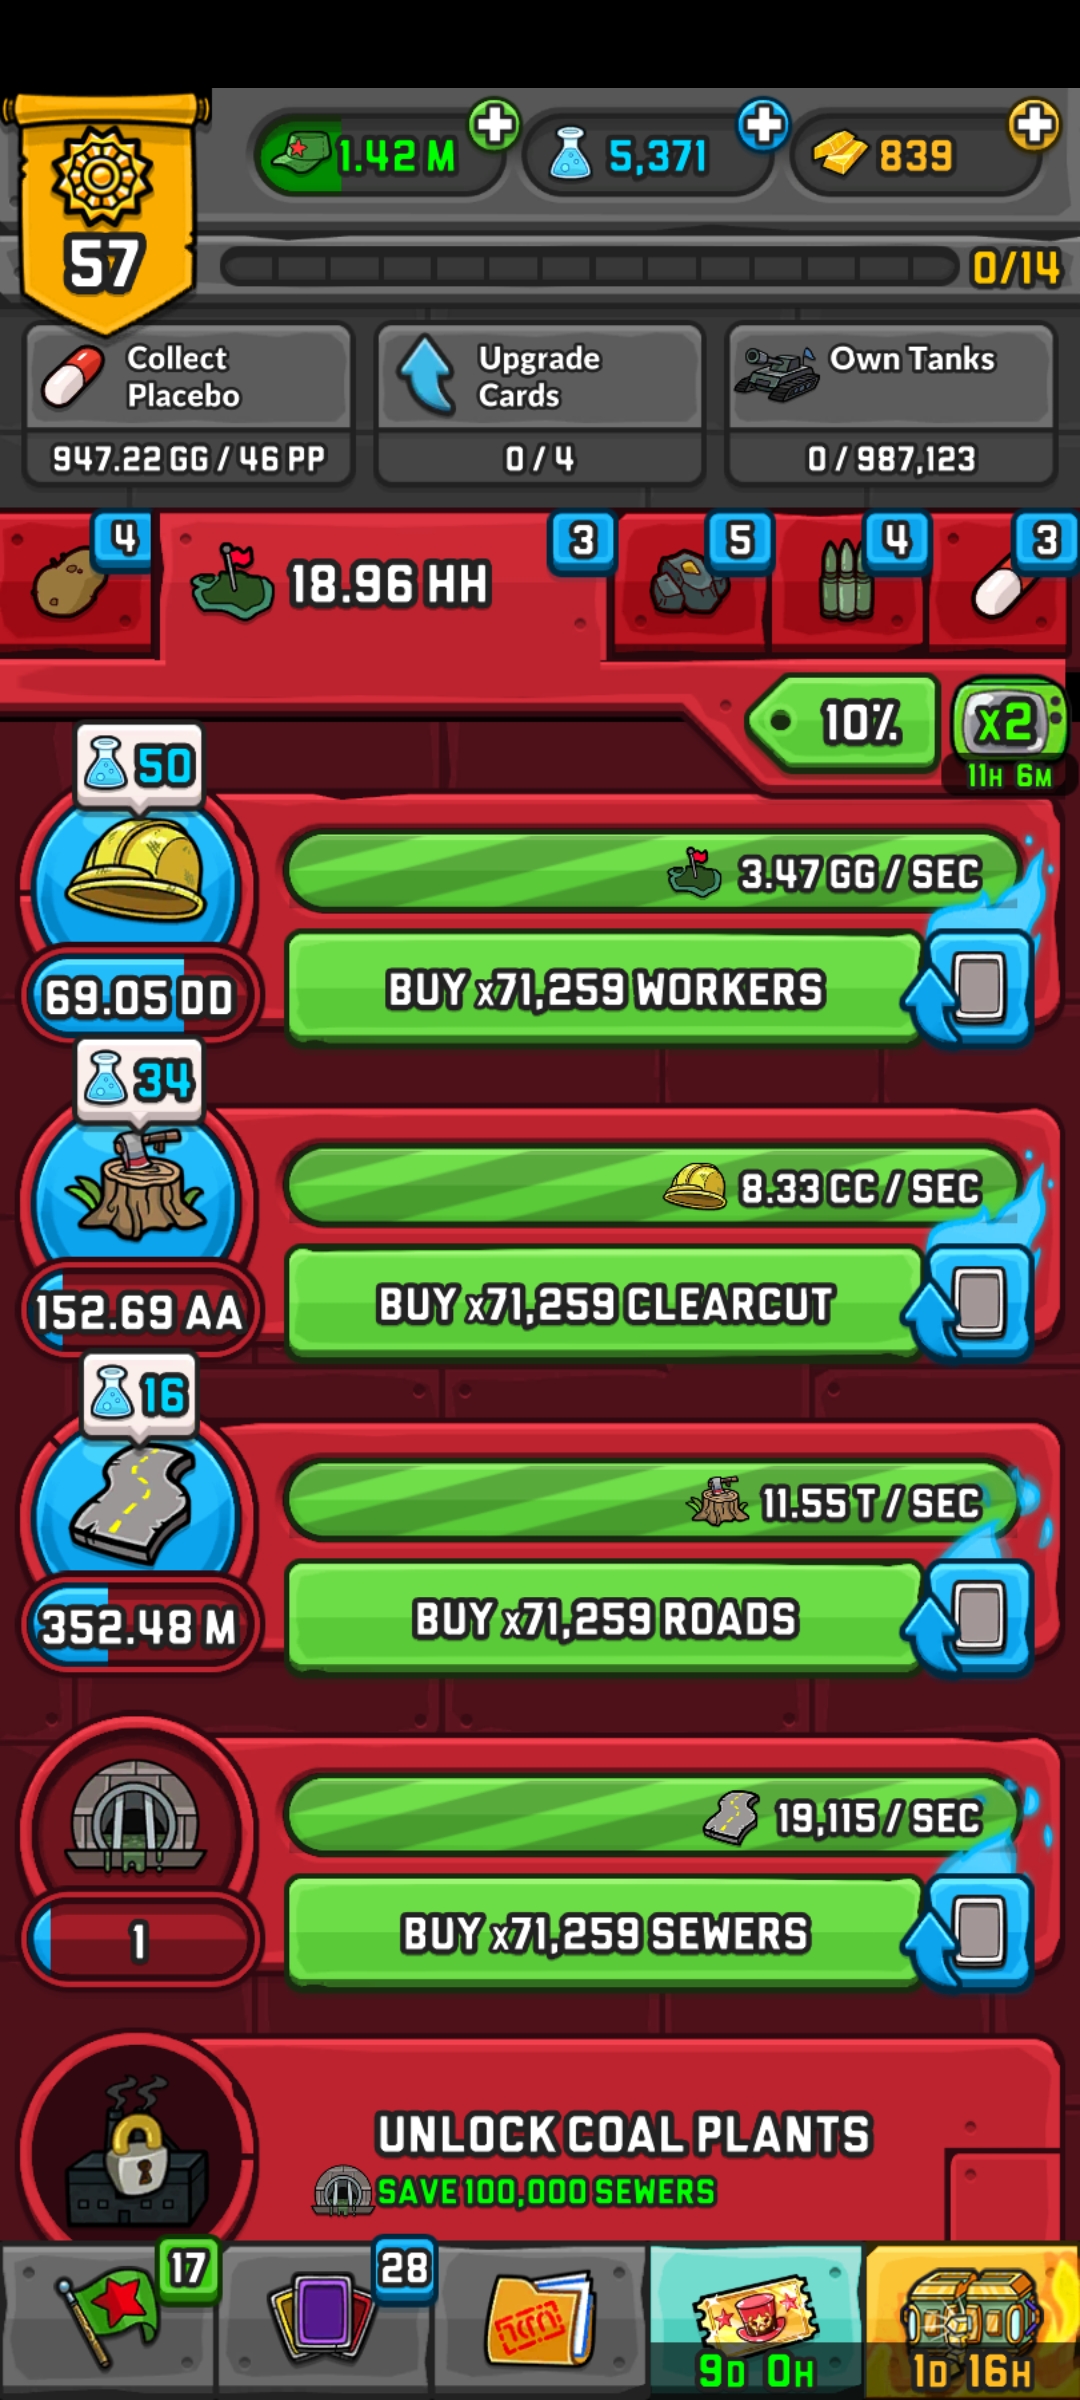 1.42 M
5,371
839
57
0/14
Collect
Placebo
Upgrade
Cards
Own Tanks
947.22 GG / 46 PP
0 / 4
0 / 987,123
4
18.96 HH
3
5
4
3
10%
x2
11H 6M
50
3.47 GG / SEC
69.05 DD
BUY x71,259 WORKERS
34
8.33 CC / SEC
152.69 AA
BUY x71,259 CLEARCUT
16
11.55 T / SEC
352.48 M
BUY x71,259 ROADS
19,115 / SEC
1
BUY x71,259 SEWERS
UNLOCK COAL PLANTS
SAVE 100,000 SEWERS
17
28
9D 0H
1D 16H